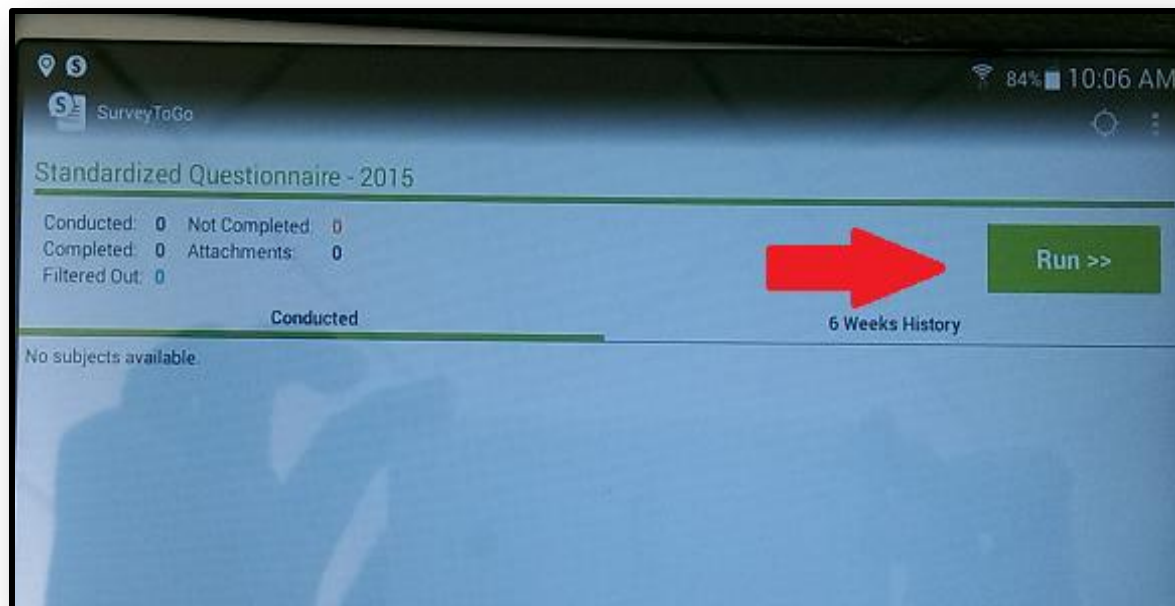 84% 10:06 AM
SurveyToGo
Standardized Questionnaire - 2015
Conducted: 0 Not Completed: 0
Completed: 0 Attachments: 0
Filtered Out: 0
Run >>
Conducted 6 Weeks History
No subjects available.